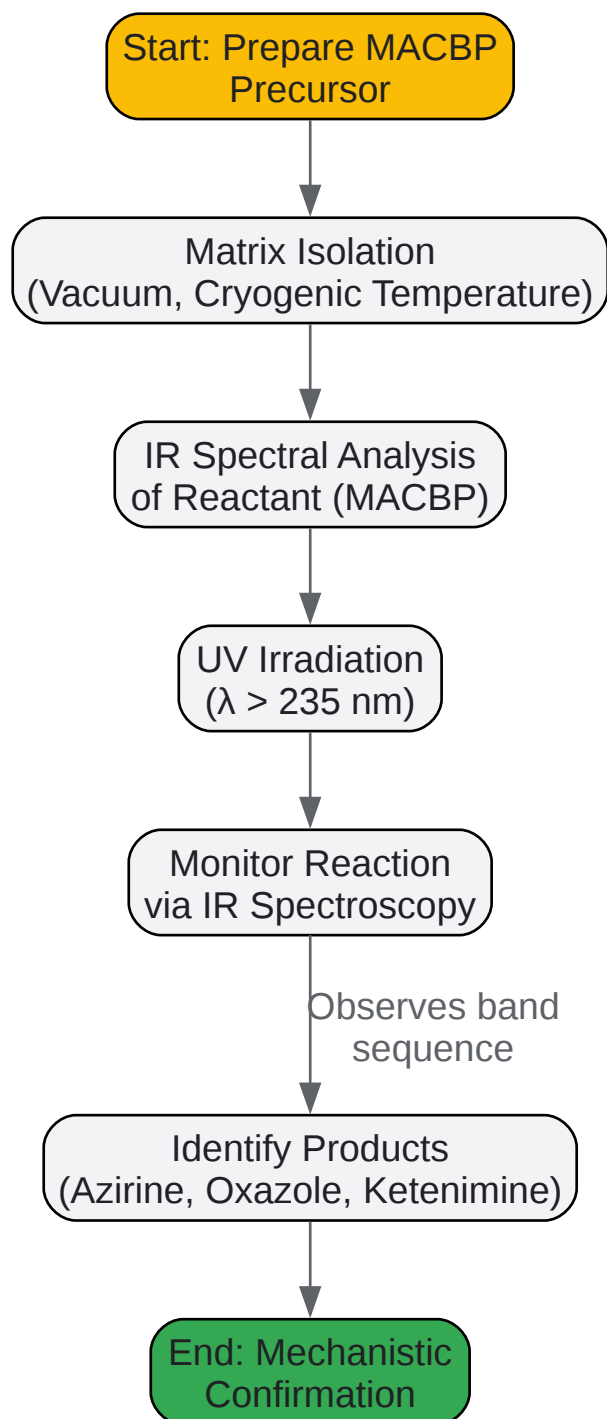 Start: Prepare MACBP
Precursor
Matrix Isolation
(Vacuum, Cryogenic Temperature)
IR Spectral Analysis
of Reactant (MACBP)
UV Irradiation
(λ > 235 nm)
Monitor Reaction
via IR Spectroscopy
Observes band
sequence
Identify Products
(Azirine, Oxazole, Ketenimine)
End: Mechanistic
Confirmation